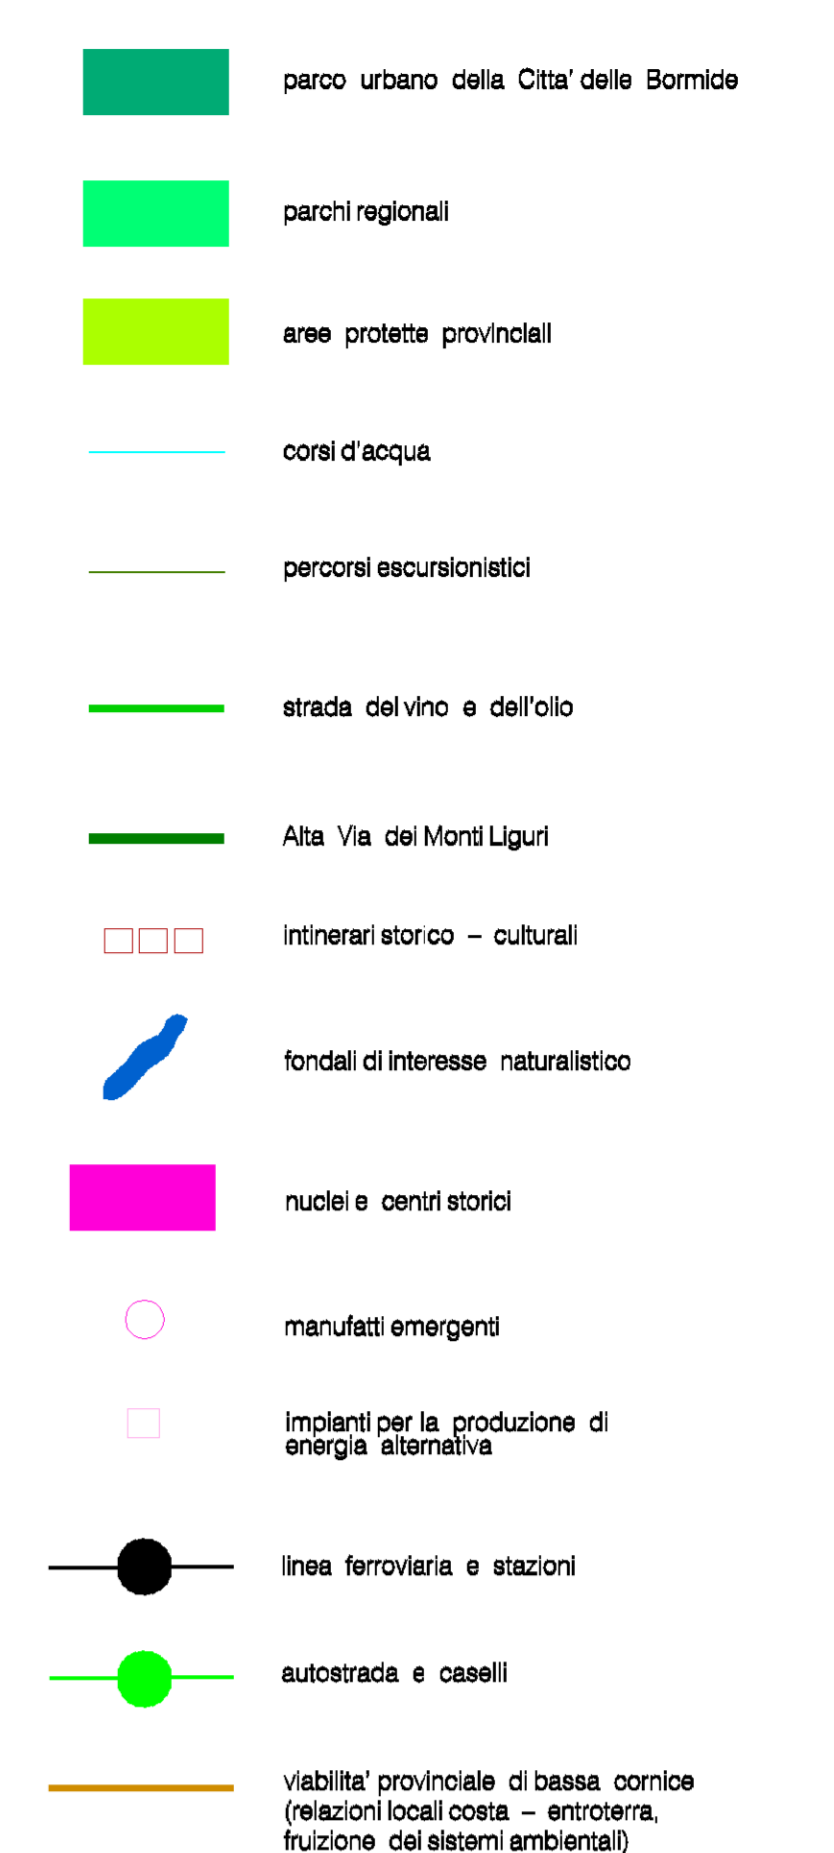 parco urbano della Citta' delle Bormide
parchi regionali
aree protette provinciali
corsi d'acqua
percorsi escursionistici
strada del vino e dell'olio
Alta Via dei Monti Liguri
intinerari storico – culturali
fondali di interesse naturalistico
nuclei e centri storici
manufatti emergenti
impianti per la produzione di
energia alternativa
linea ferroviaria e stazioni
autostrada e caselli
viabilita' provinciale di bassa cornice
(relazioni locali costa – entroterra,
fruizione dei sistemi ambientali)